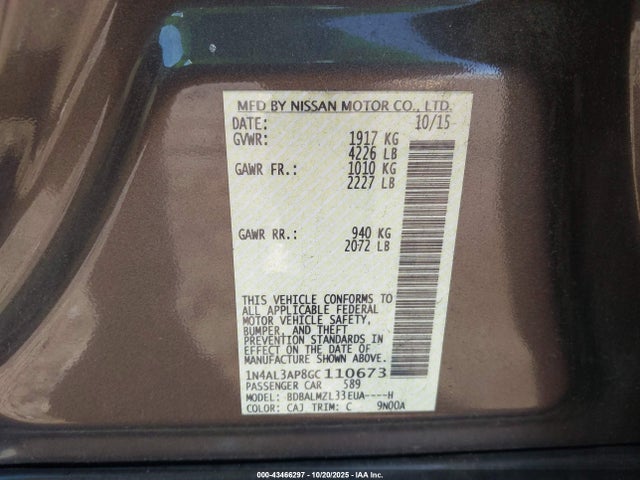 MFD BY NISSAN MOTOR CO., LTD.
DATE: 10/15
GVWR: 1917 KG
4226 LB
GAWR FR.: 1010 KG
2227 LB
GAWR RR.: 940 KG
2072 LB
THIS VEHICLE CONFORMS TO
ALL APPLICABLE FEDERAL
MOTOR VEHICLE SAFETY,
BUMPER, AND THEFT
PREVENTION STANDARDS IN
EFFECT ON THE DATE OF
MANUFACTURE SHOWN ABOVE.
1N4AL3AP8GC110673
PASSENGER CAR 589
MODEL: BDBALMZL33EUA----H
COLOR: CAJ TRIM: C 9N00A
000-43466297 - 10/20/2025 - IAA Inc.